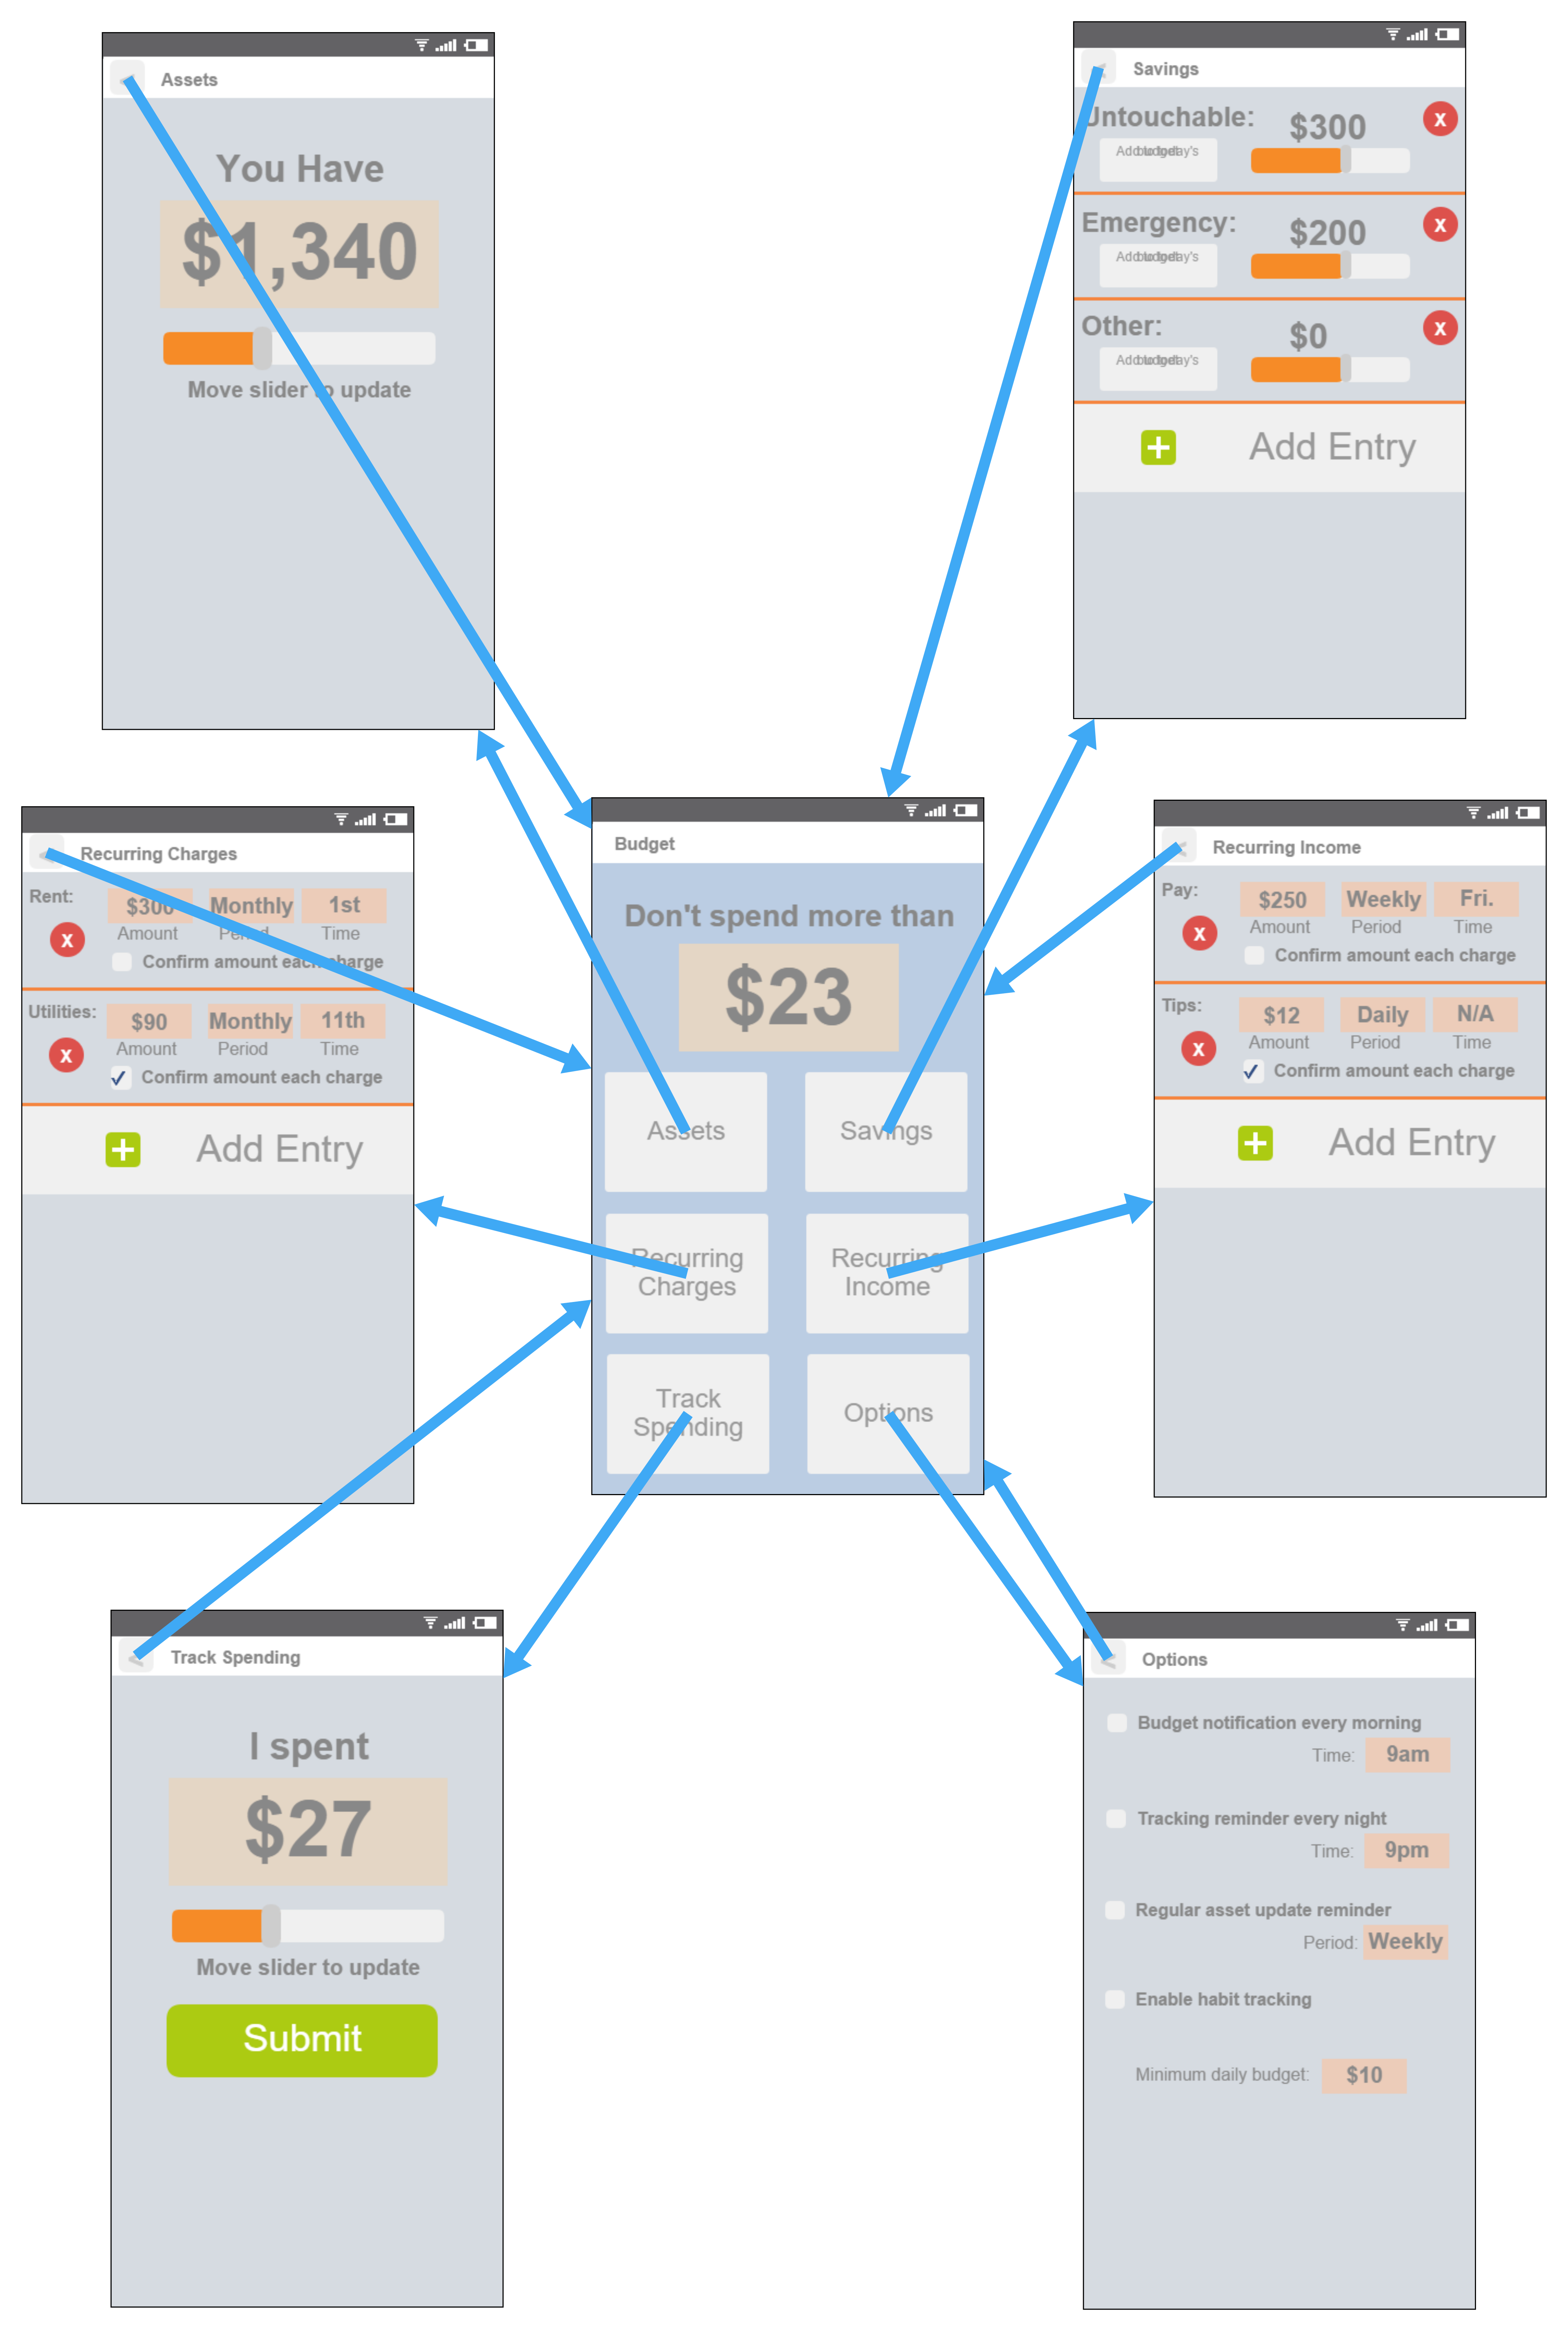 Assets
You Have
$1,340
Move slider to update
Savings
Untouchable:
$300
X
Add to today's
budget
Emergency:
$200
X
Add to today's
budget
Other:
$0
X
Add to today's
budget
Add Entry
Recurring Charges
Rent:
$300
Monthly
1st
X
Amount
Period
Time
Confirm amount each charge
Utilities:
$90
Monthly
11th
X
Amount
Period
Time
Confirm amount each charge
Add Entry
Budget
Don't spend more than
$23
Assets
Savings
Recurring
Charges
Recurring
Income
Track
Spending
Options
< Recurring Income
Pay:
$250
Weekly
Fri.
X
Amount
Period
Time
Confirm amount each charge
Tips:
$12
Daily
N/A
X
Amount
Period
Time
Confirm amount each charge
Add Entry
< Track Spending
I spent
$27
Move slider to update
Submit
< Options
Budget notification every morning
Time: 9am
Tracking reminder every night
Time: 9pm
Regular asset update reminder
Period: Weekly
Enable habit tracking
Minimum daily budget: $10